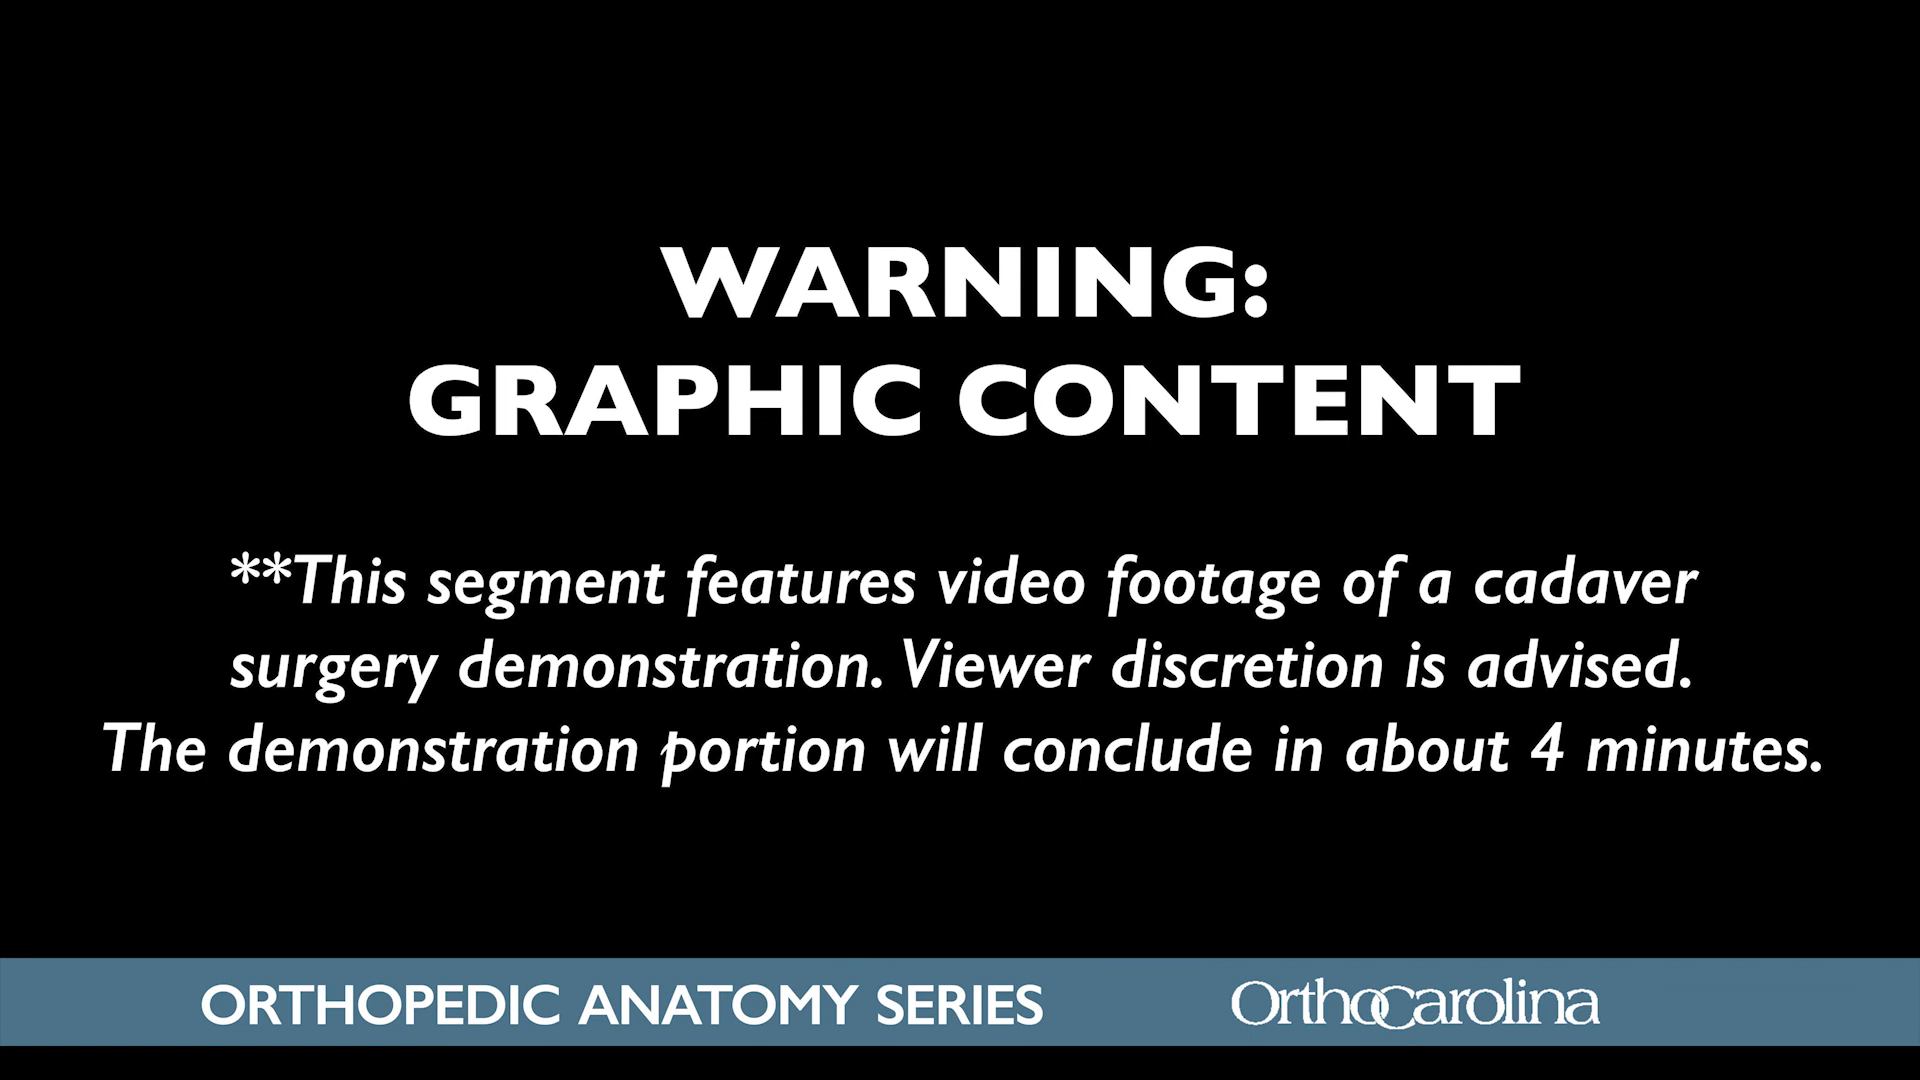 WARNING:
GRAPHIC CONTENT
**This segment features video footage of a cadaver
surgery demonstration. Viewer discretion is advised.
The demonstration portion will conclude in about 4 minutes.
ORTHOPEDIC ANATOMY SERIES
OrthoCarolina